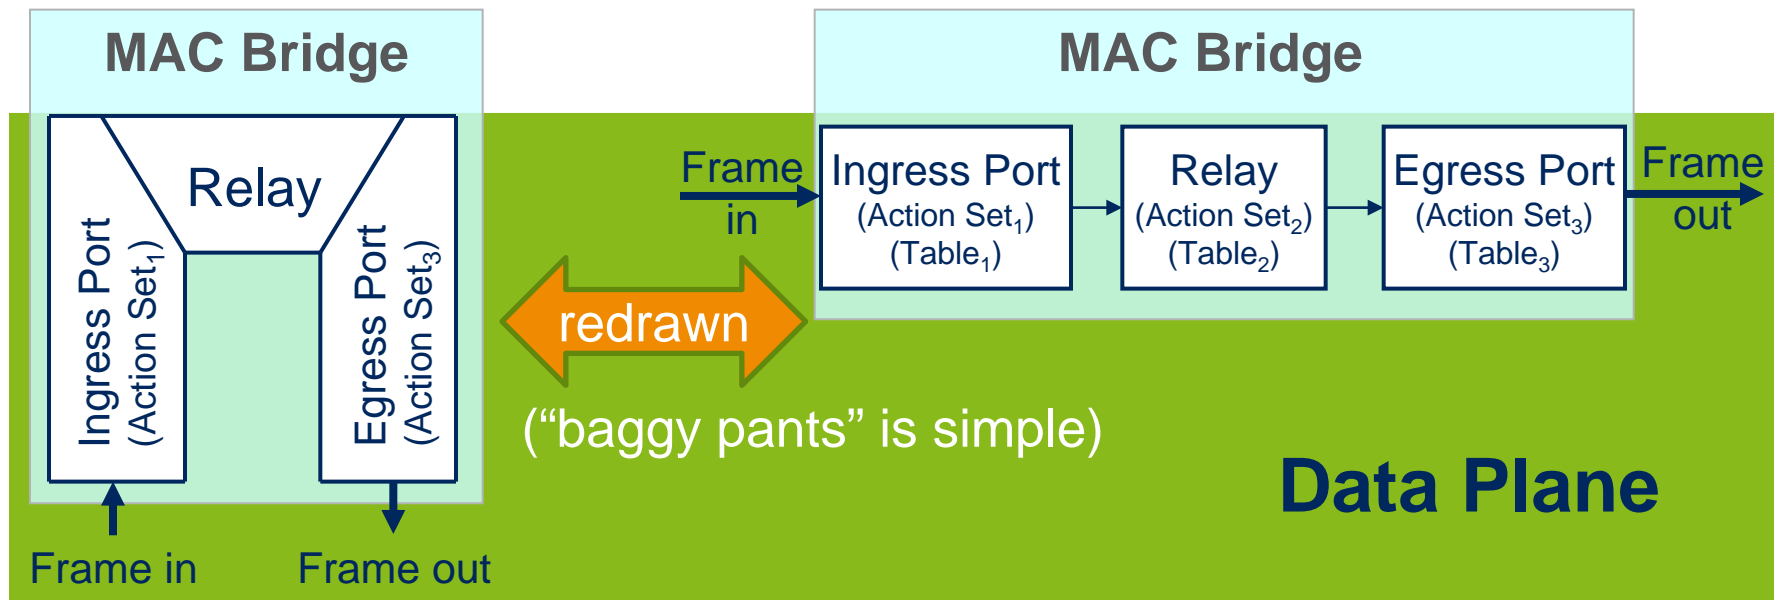 MAC Bridge
Relay
Ingress Port
(Action Set₁)
Egress Port
(Action Set₃)
Frame in
Frame out
redrawn
(“baggy pants” is simple)
MAC Bridge
Frame
in
Ingress Port
(Action Set₁)
(Table₁)
Relay
(Action Set₂)
(Table₂)
Egress Port
(Action Set₃)
(Table₃)
Frame
out
Data Plane